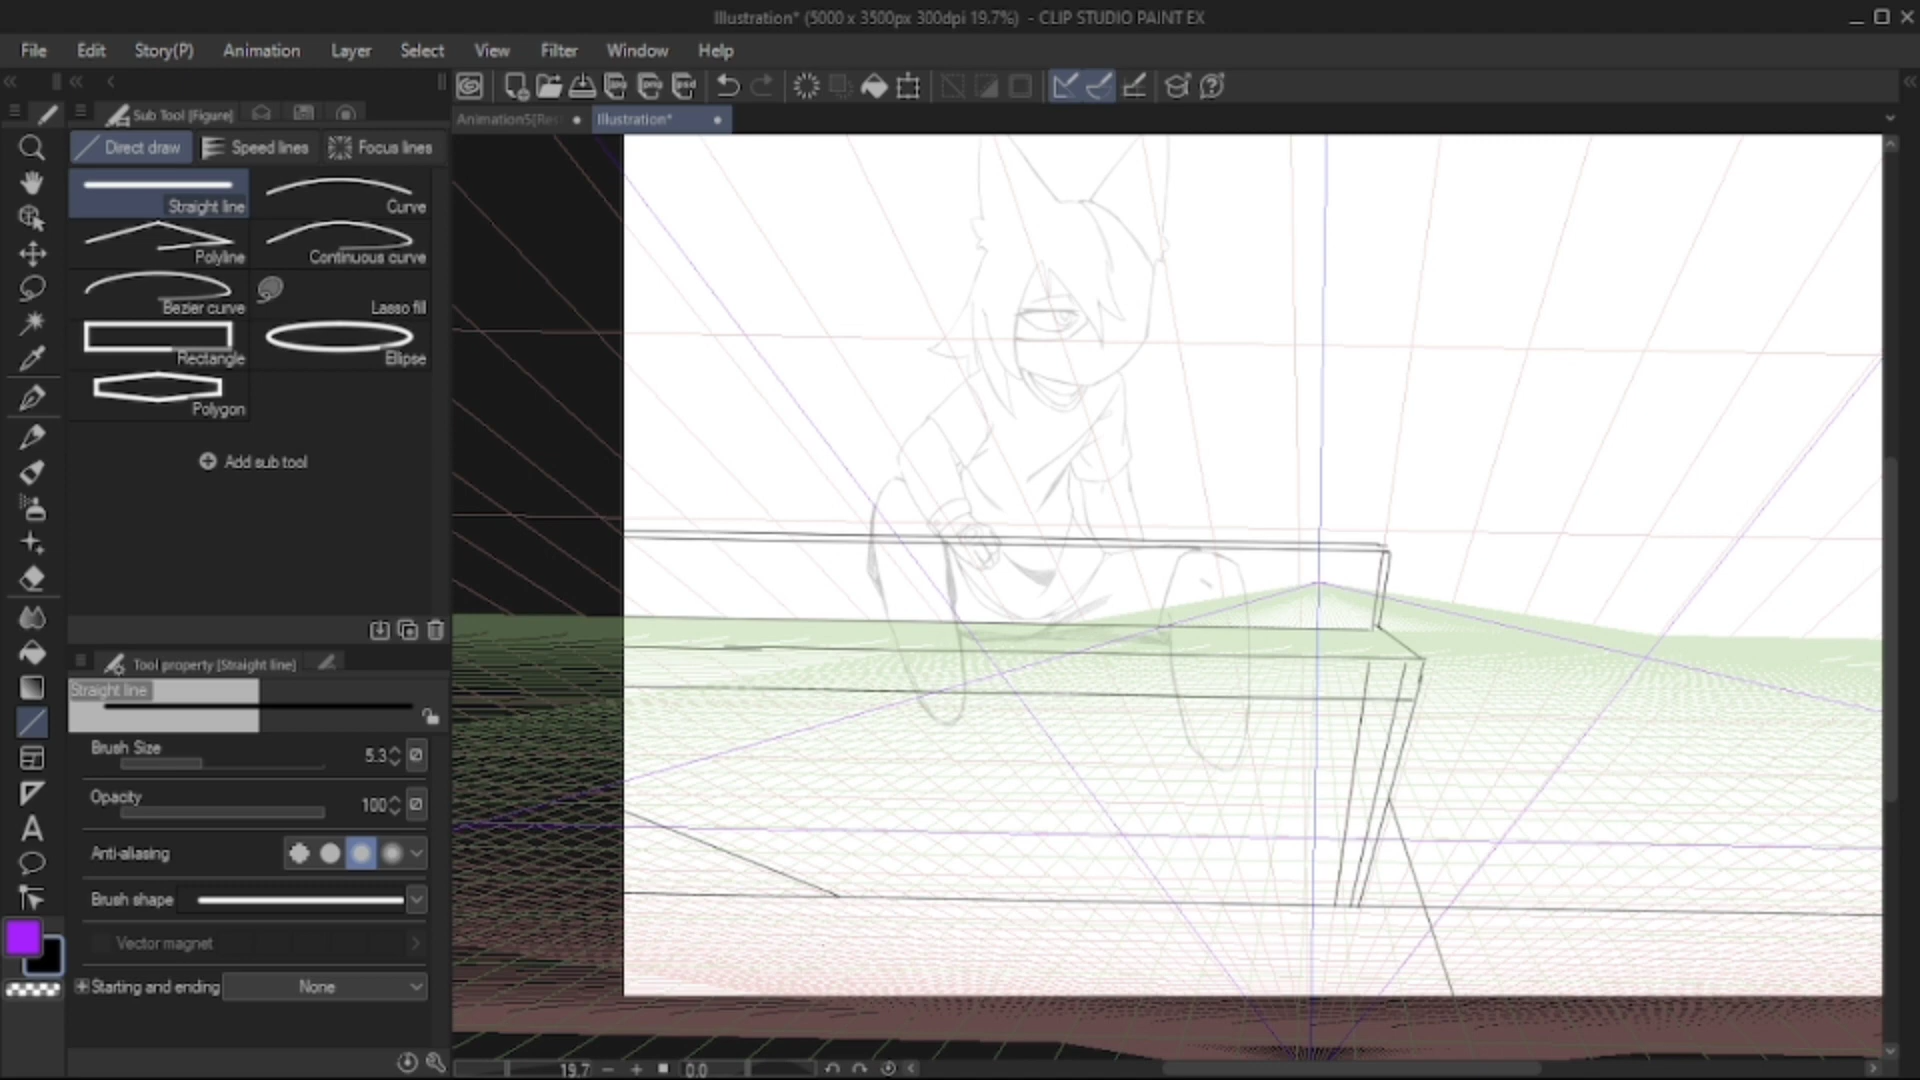 Illustration* (5000 x 3500px 300dpi 19.7%) - CLIP STUDIO PAINT EX
File Edit Story(P) Animation Layer Select View Filter Window Help
Sub Tool [Figure]
Animation5[Res
Illustration*
Direct draw Speed lines Focus lines
Straight line Curve
Polyline Continuous curve
Bezier curve Lasso fill
Rectangle Ellipse
Polygon
Add sub tool
Tool property [Straight line]
Straight line
Brush Size 5.3
Opacity 100
Anti-aliasing
Brush shape
Vector magnet
Starting and ending None
19.7 0.0